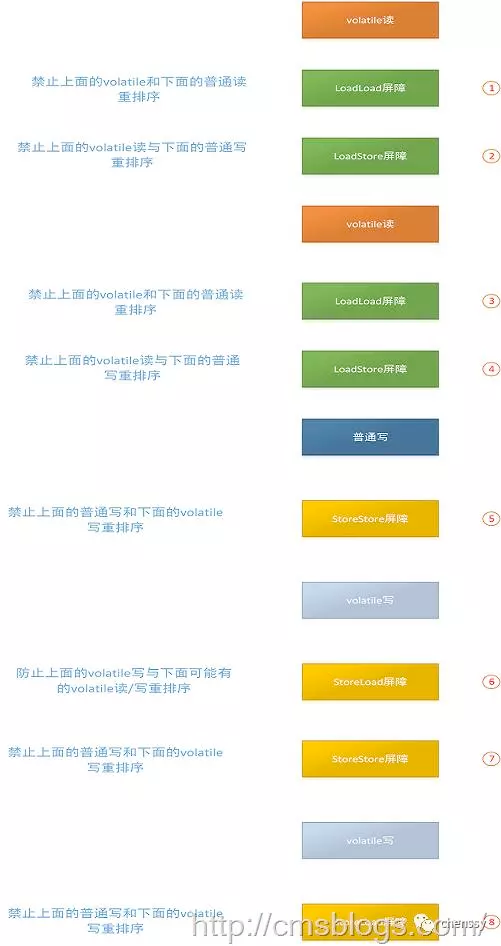 volatile读
禁止上面的volatile和下面的普通读
重排序
LoadLoad屏障
1
禁止上面的volatile读与下面的普通写
重排序
LoadStore屏障
2
volatile读
禁止上面的volatile和下面的普通读
重排序
LoadLoad屏障
3
禁止上面的volatile读与下面的普通
写重排序
LoadStore屏障
4
普通写
禁止上面的普通写和下面的volatile
写重排序
StoreStore屏障
5
volatile写
防止上面的volatile写与下面可能有
的volatile读/写重排序
StoreLoad屏障
6
禁止上面的普通写和下面的volatile
写重排序
StoreStore屏障
7
volatile写
禁止上面的普通写和下面的volatile
写重排序
8
chenssy
http://cmsblogs.com/